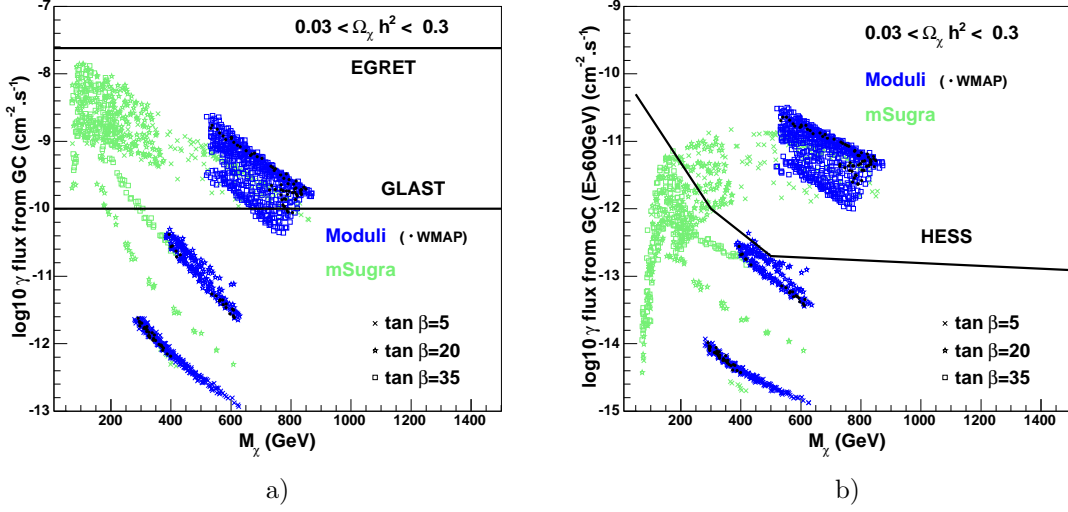 0.03 < Ωχ h² < 0.3
EGRET
GLAST
Moduli (· WMAP)
mSugra
× tan β=5
☆ tan β=20
□ tan β=35
log10 γ flux from GC (cm⁻².s⁻¹)
-7
-8
-9
-10
-11
-12
-13
200 400 600 800 1000 1200 1400
Mχ (GeV)
a)
0.03 < Ωχ h² < 0.3
Moduli (· WMAP)
mSugra
HESS
× tan β=5
☆ tan β=20
□ tan β=35
log10 γ flux from GC (E>60GeV) (cm⁻².s⁻¹)
-9
-10
-11
-12
-13
-14
-15
200 400 600 800 1000 1200 1400
Mχ (GeV)
b)